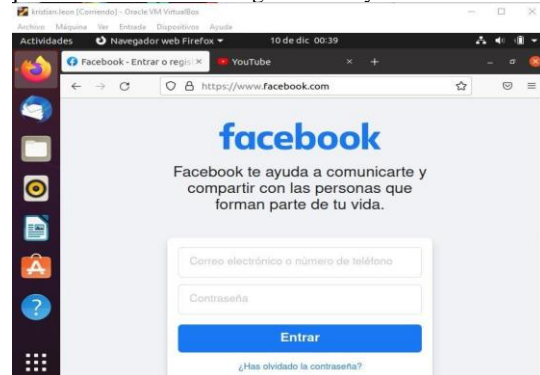 kristian.leon [Corriendo] - Oracle VM VirtualBox
Archivo Máquina Ver Entrada Dispositivos Ayuda
Actividades Navegador web Firefox 10 de dic 00:39
Facebook - Entrar o regis YouTube
https://www.facebook.com
facebook
Facebook te ayuda a comunicarte y
compartir con las personas que
forman parte de tu vida.
Correo electrónico o número de teléfono
Contraseña
Entrar
¿Has olvidado la contraseña?